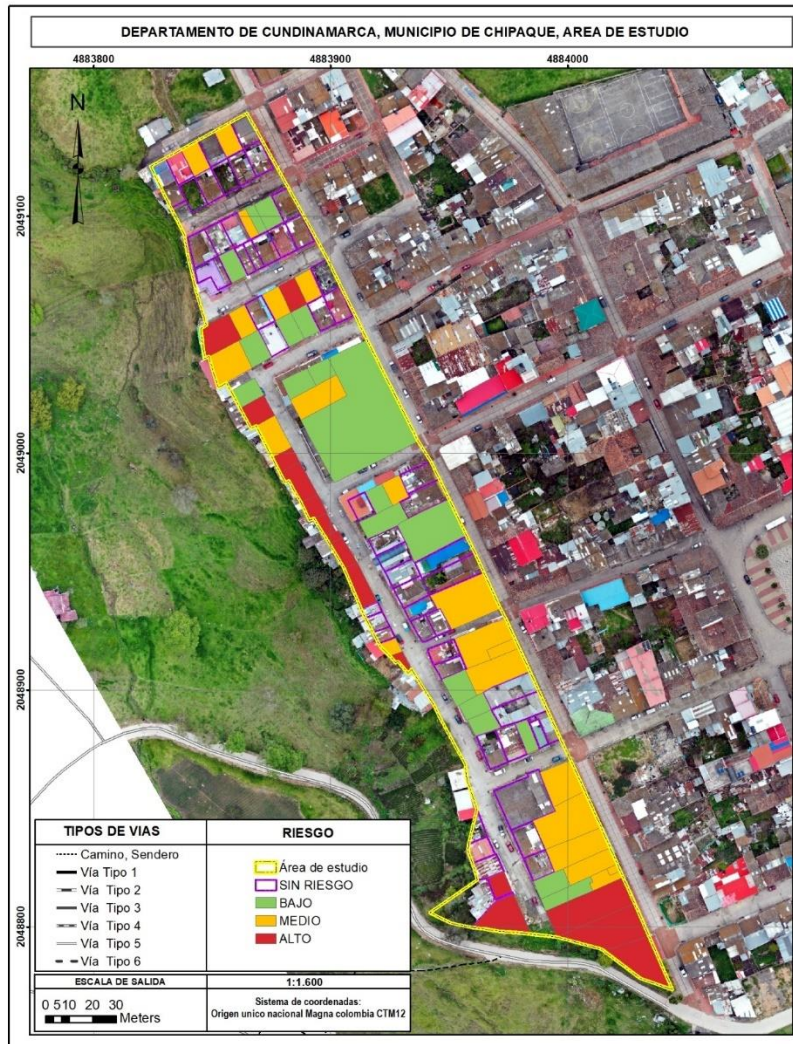 DEPARTAMENTO DE CUNDINAMARCA, MUNICIPIO DE CHIPAQUE, AREA DE ESTUDIO
4883800
4883900
4884000
N
2049100
2049000
2048900
2048800
TIPOS DE VIAS
Camino, Sendero
Vía Tipo 1
Vía Tipo 2
Vía Tipo 3
Vía Tipo 4
Vía Tipo 5
Vía Tipo 6
RIESGO
Área de estudio
SIN RIESGO
BAJO
MEDIO
ALTO
ESCALA DE SALIDA
1:1.600
0 510 20 30
Meters
Sistema de coordenadas:
Origen unico nacional Magna colombia CTM12